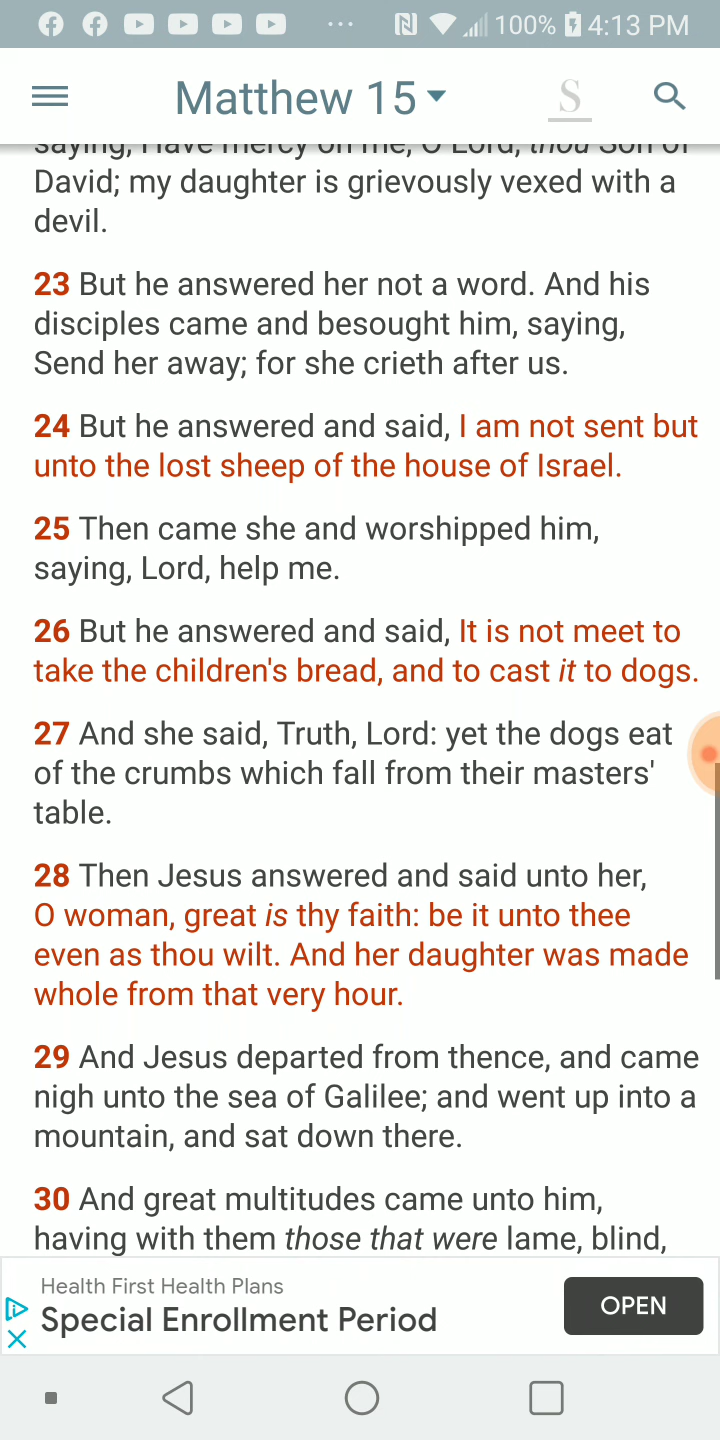 100% 4:13 PM
Matthew 15
S
saying, Have mercy on me, O Lord, thou Son of
David; my daughter is grievously vexed with a
devil.
23 But he answered her not a word. And his
disciples came and besought him, saying,
Send her away; for she crieth after us.
24 But he answered and said, I am not sent but
unto the lost sheep of the house of Israel.
25 Then came she and worshipped him,
saying, Lord, help me.
26 But he answered and said, It is not meet to
take the children's bread, and to cast it to dogs.
27 And she said, Truth, Lord: yet the dogs eat
of the crumbs which fall from their masters'
table.
28 Then Jesus answered and said unto her,
O woman, great is thy faith: be it unto thee
even as thou wilt. And her daughter was made
whole from that very hour.
29 And Jesus departed from thence, and came
nigh unto the sea of Galilee; and went up into a
mountain, and sat down there.
30 And great multitudes came unto him,
having with them those that were lame, blind,
Health First Health Plans
Special Enrollment Period
OPEN